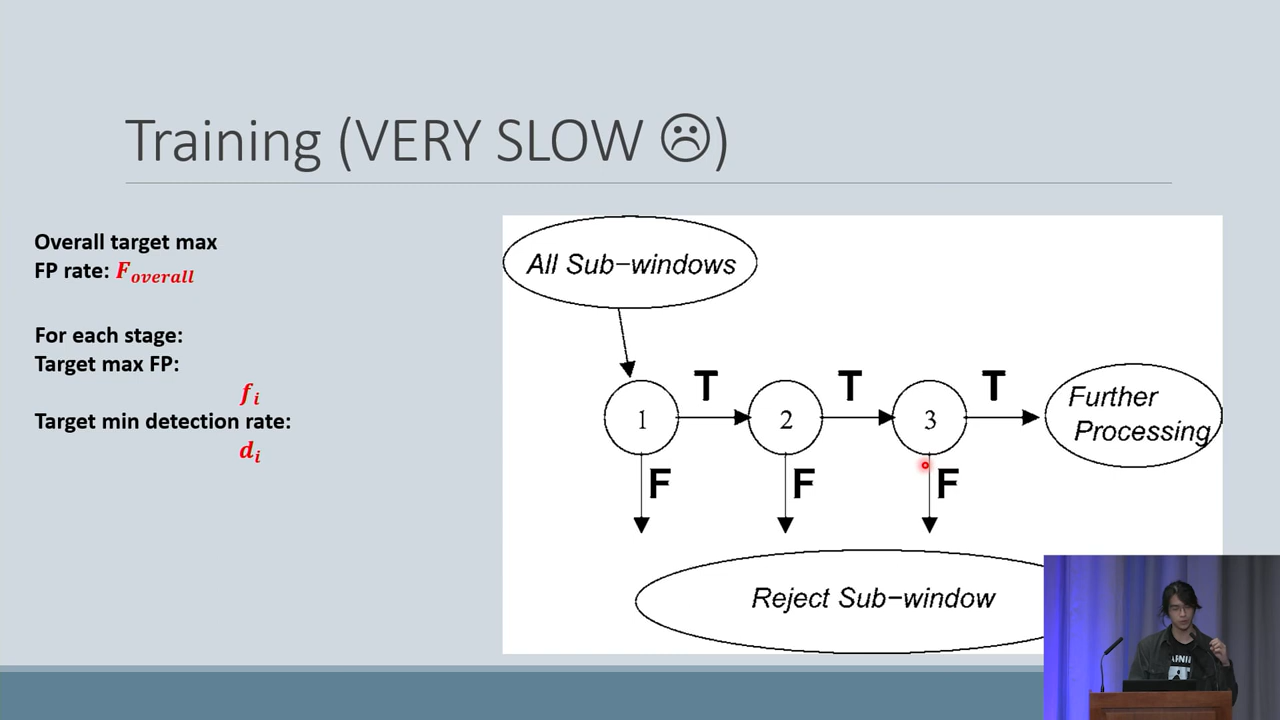 Training (VERY SLOW ☹)
Overall target max
FP rate: F_overall
For each stage:
Target max FP:
f_i
Target min detection rate:
d_i
All Sub-windows
T T T
1 2 3
Further
Processing
F F F
Reject Sub-window